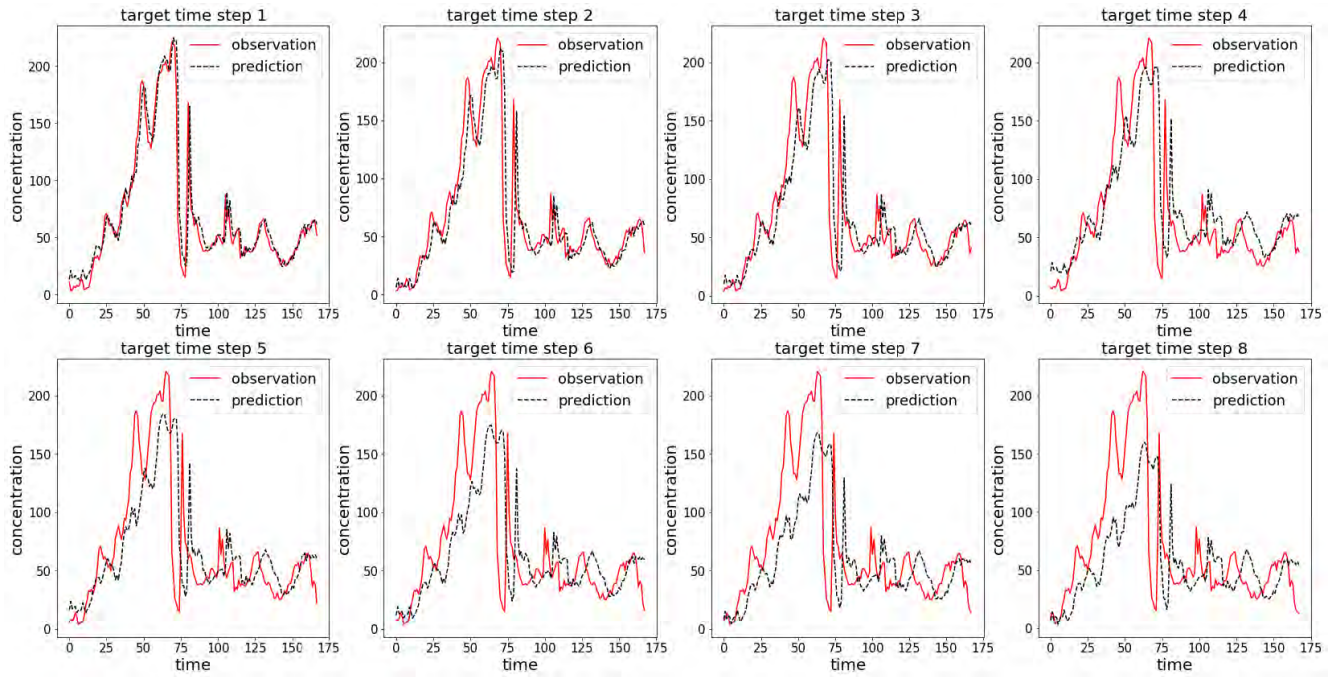 target time step 1
observation
prediction
concentration
200
150
100
50
0
0 25 50 75 100 125 150 175
time
target time step 2
observation
prediction
concentration
200
150
100
50
0
0 25 50 75 100 125 150 175
time
target time step 3
observation
prediction
concentration
200
150
100
50
0
0 25 50 75 100 125 150 175
time
target time step 4
observation
prediction
concentration
200
150
100
50
0
0 25 50 75 100 125 150 175
time
target time step 5
observation
prediction
concentration
200
150
100
50
0
0 25 50 75 100 125 150 175
time
target time step 6
observation
prediction
concentration
200
150
100
50
0
0 25 50 75 100 125 150 175
time
target time step 7
observation
prediction
concentration
200
150
100
50
0
0 25 50 75 100 125 150 175
time
target time step 8
observation
prediction
concentration
200
150
100
50
0
0 25 50 75 100 125 150 175
time